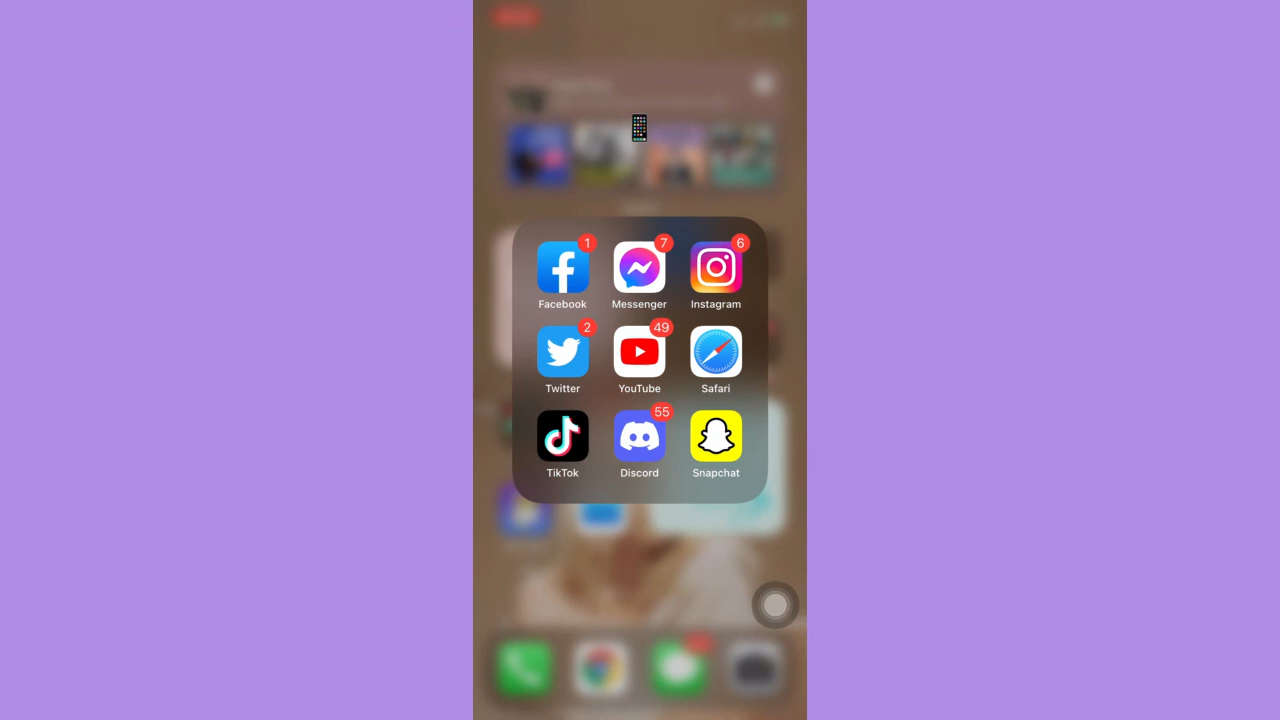 1 7 6
Facebook Messenger Instagram
2 49
Twitter YouTube Safari
55
TikTok Discord Snapchat